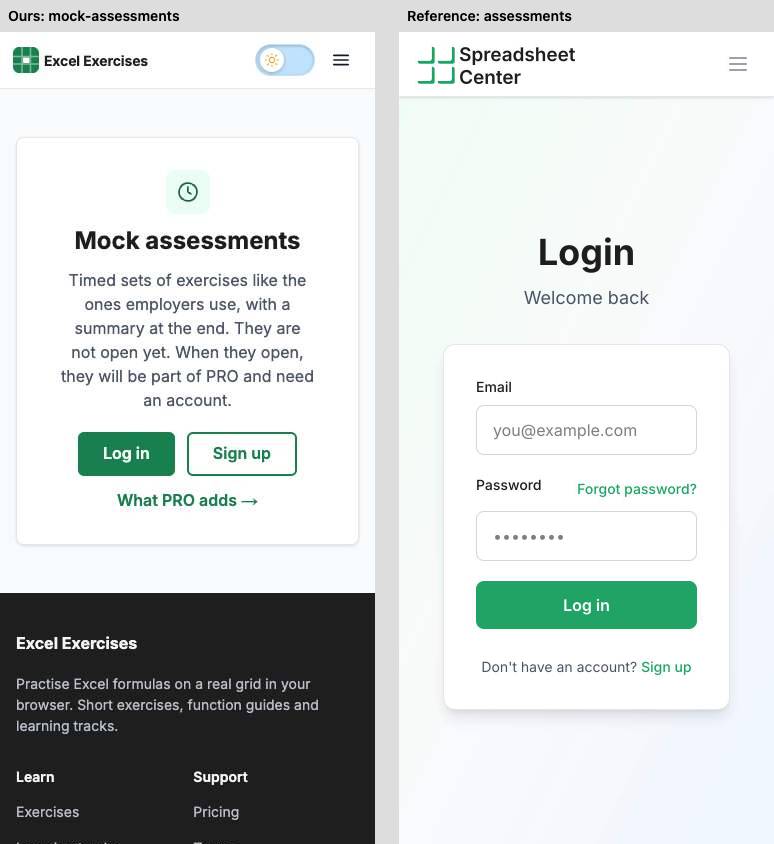 Ours: mock-assessments
Excel Exercises
Mock assessments
Timed sets of exercises like the
ones employers use, with a
summary at the end. They are
not open yet. When they open,
they will be part of PRO and need
an account.
Log in
Sign up
What PRO adds →
Excel Exercises
Practise Excel formulas on a real grid in your
browser. Short exercises, function guides and
learning tracks.
Learn
Support
Exercises
Pricing
Reference: assessments
Spreadsheet
Center
Login
Welcome back
Email
you@example.com
Password
Forgot password?
Log in
Don't have an account? Sign up